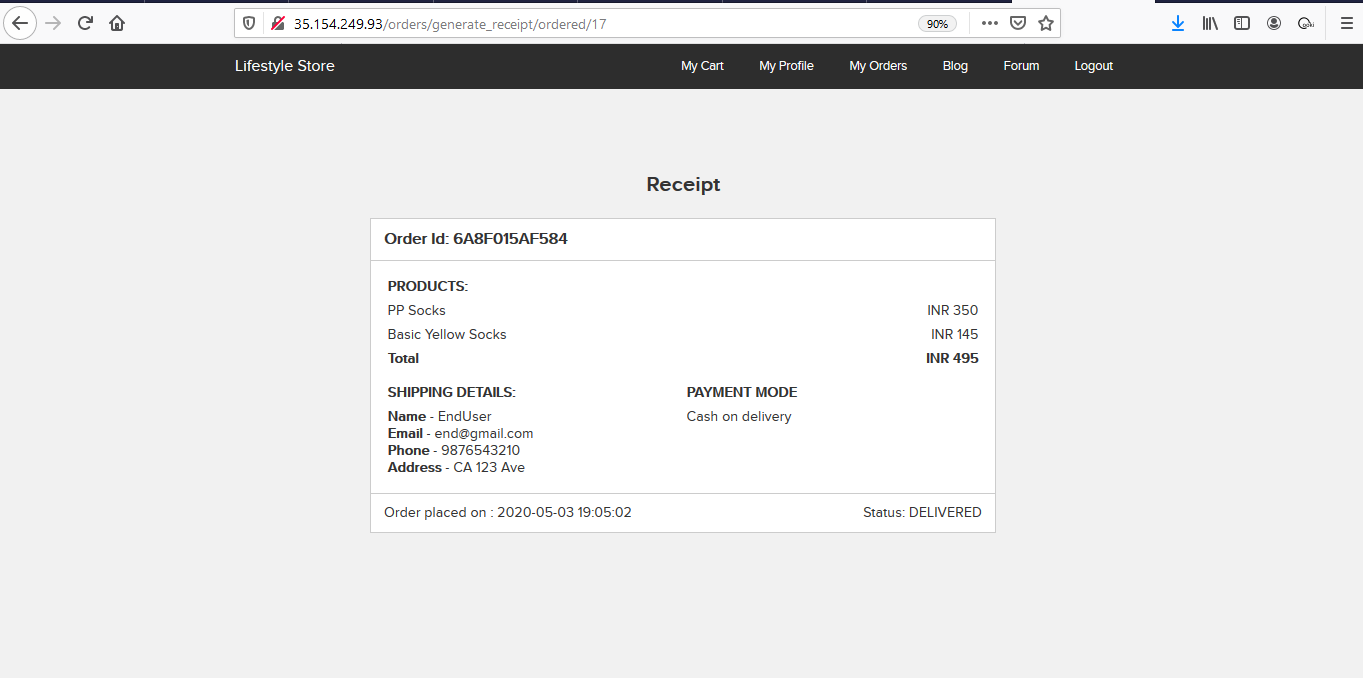 35.154.249.93/orders/generate_receipt/ordered/17 90%
Lifestyle Store My Cart My Profile My Orders Blog Forum Logout
Receipt
Order Id: 6A8F015AF584
PRODUCTS:
PP Socks INR 350
Basic Yellow Socks INR 145
Total INR 495
SHIPPING DETAILS: PAYMENT MODE
Name - EndUser Cash on delivery
Email - end@gmail.com
Phone - 9876543210
Address - CA 123 Ave
Order placed on : 2020-05-03 19:05:02 Status: DELIVERED